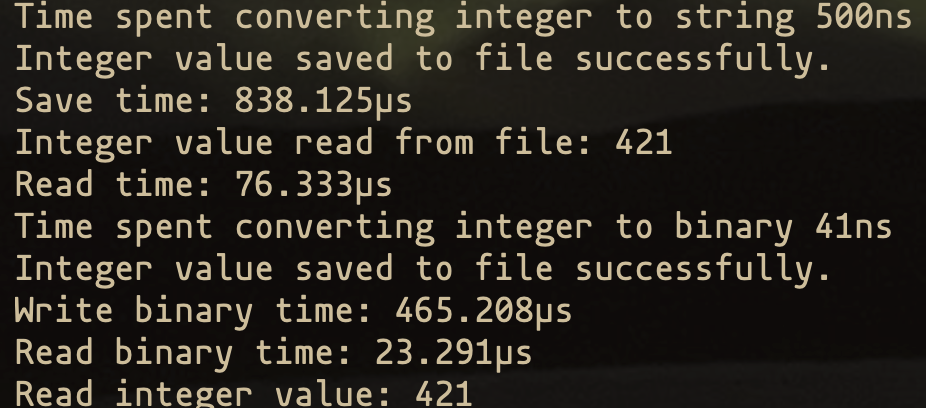 Time spent converting integer to string 500ns
Integer value saved to file successfully.
Save time: 838.125µs
Integer value read from file: 421
Read time: 76.333µs
Time spent converting integer to binary 41ns
Integer value saved to file successfully.
Write binary time: 465.208µs
Read binary time: 23.291µs
Read integer value: 421